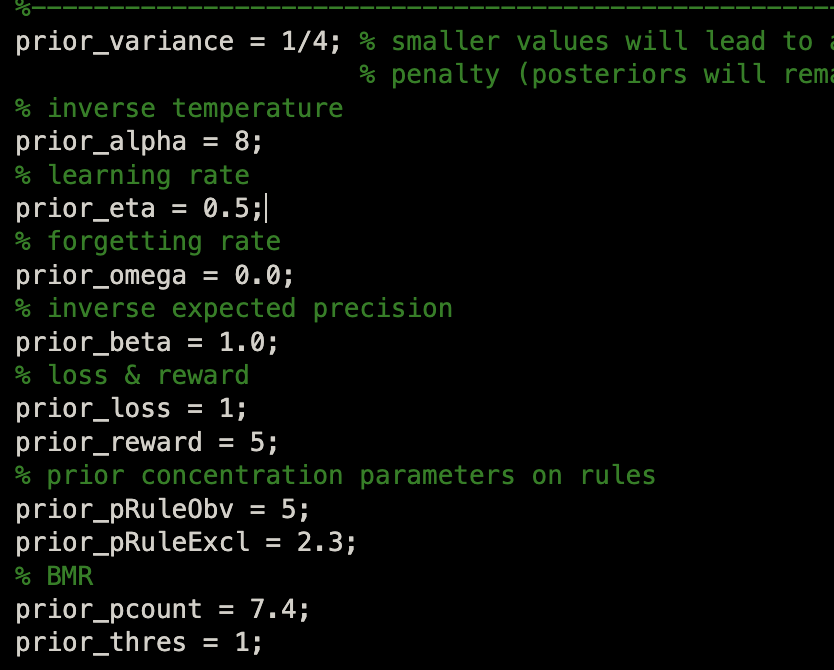 %------------------------------------------------------
prior_variance = 1/4; % smaller values will lead to
% penalty (posteriors will
% inverse temperature
prior_alpha = 8;
% learning rate
prior_eta = 0.5;
% forgetting rate
prior_omega = 0.0;
% inverse expected precision
prior_beta = 1.0;
% loss & reward
prior_loss = 1;
prior_reward = 5;
% prior concentration parameters on rules
prior_pRuleObv = 5;
prior_pRuleExcl = 2.3;
% BMR
prior_pcount = 7.4;
prior_thres = 1;